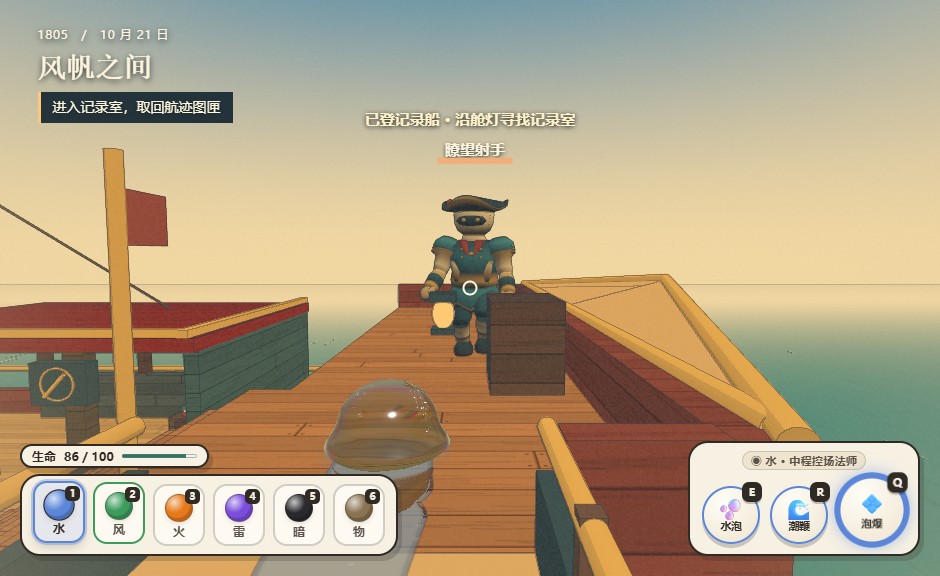 1805 / 10 月 21 日
风帆之间
进入记录室，取回航迹图匣
已登记录船·沿舱灯寻找记录室
瞭望射手
生命 86 / 100
1 2 3 4 5 6
水 风 火 雷 暗 物
水·中程控场法师
E R Q
水泡 潮鞭 泡爆